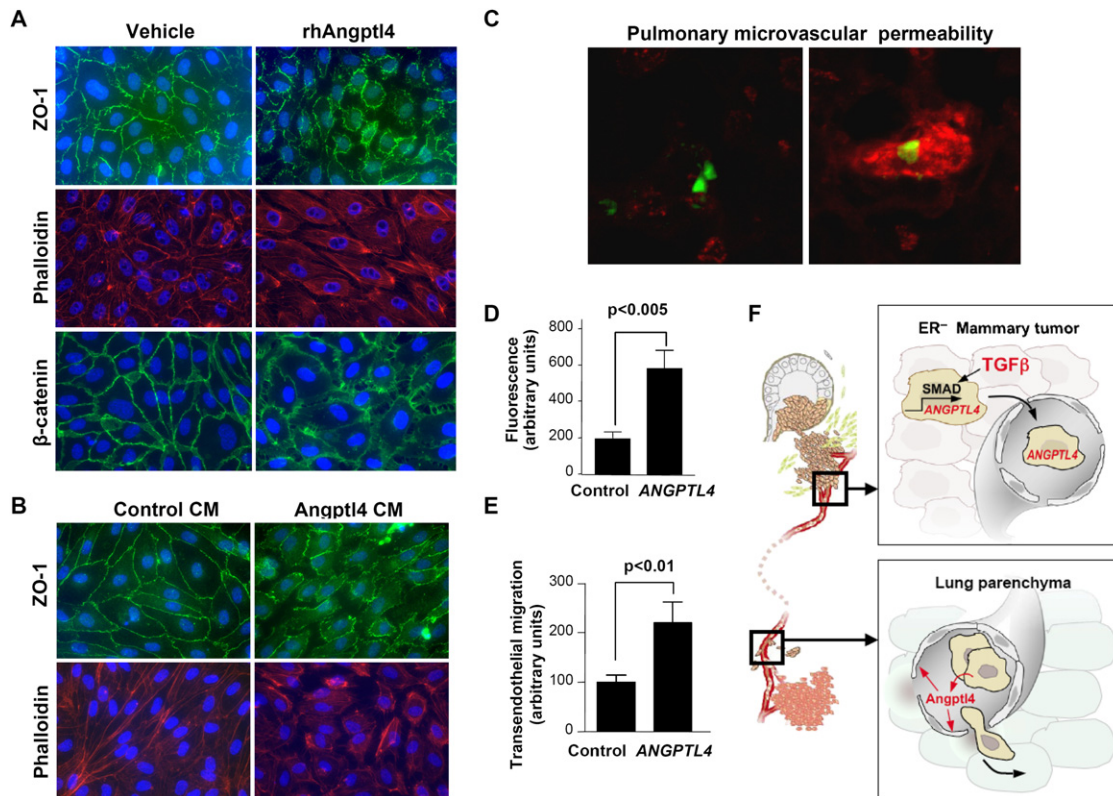 A
Vehicle
rhAngptl4
ZO-1
Phalloidin
β-catenin
B
Control CM
Angptl4 CM
ZO-1
Phalloidin
C
Pulmonary microvascular permeability
D
p<0.005
Fluorescence
(arbitrary units)
800
600
400
200
0
Control
ANGPTL4
E
p<0.01
Transendothelial migration
(arbitrary units)
300
200
100
0
Control
ANGPTL4
F
ER⁻ Mammary tumor
TGFβ
SMAD
ANGPTL4
ANGPTL4
Lung parenchyma
Angptl4